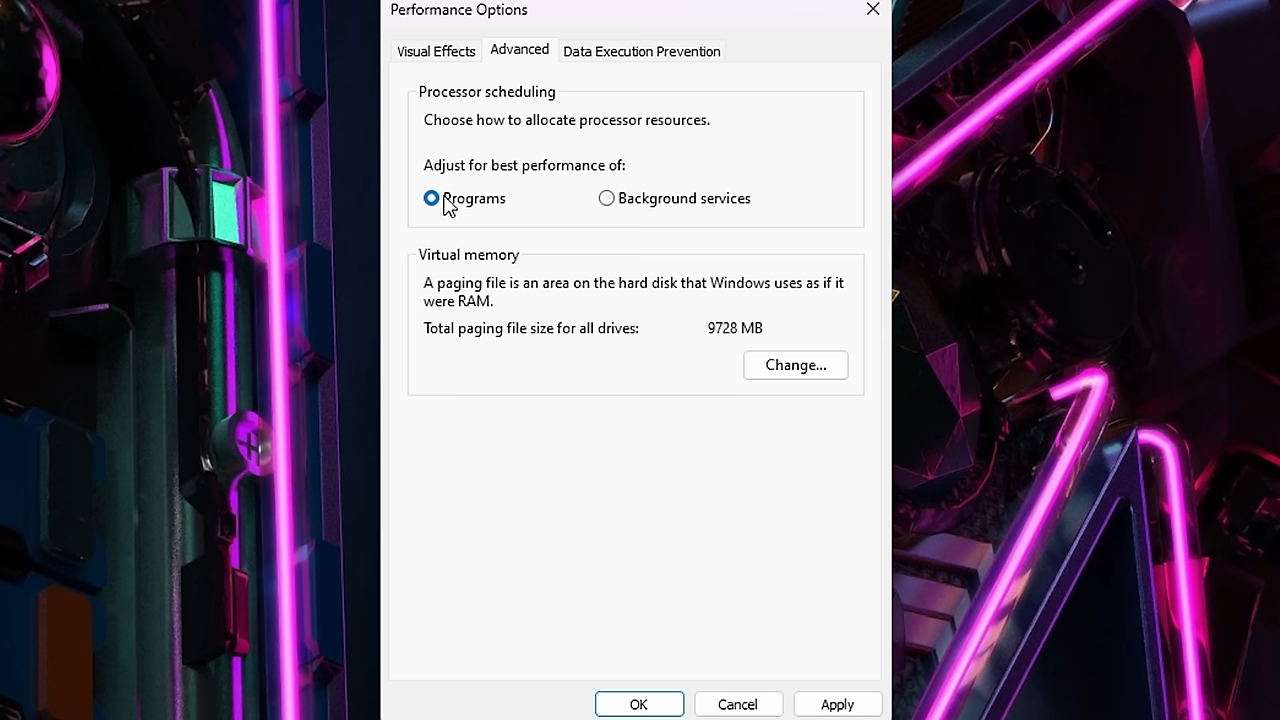 Performance Options
Visual Effects
Advanced
Data Execution Prevention
Processor scheduling
Choose how to allocate processor resources.
Adjust for best performance of:
Programs
Background services
Virtual memory
A paging file is an area on the hard disk that Windows uses as if it
were RAM.
Total paging file size for all drives: 9728 MB
Change...
OK
Cancel
Apply